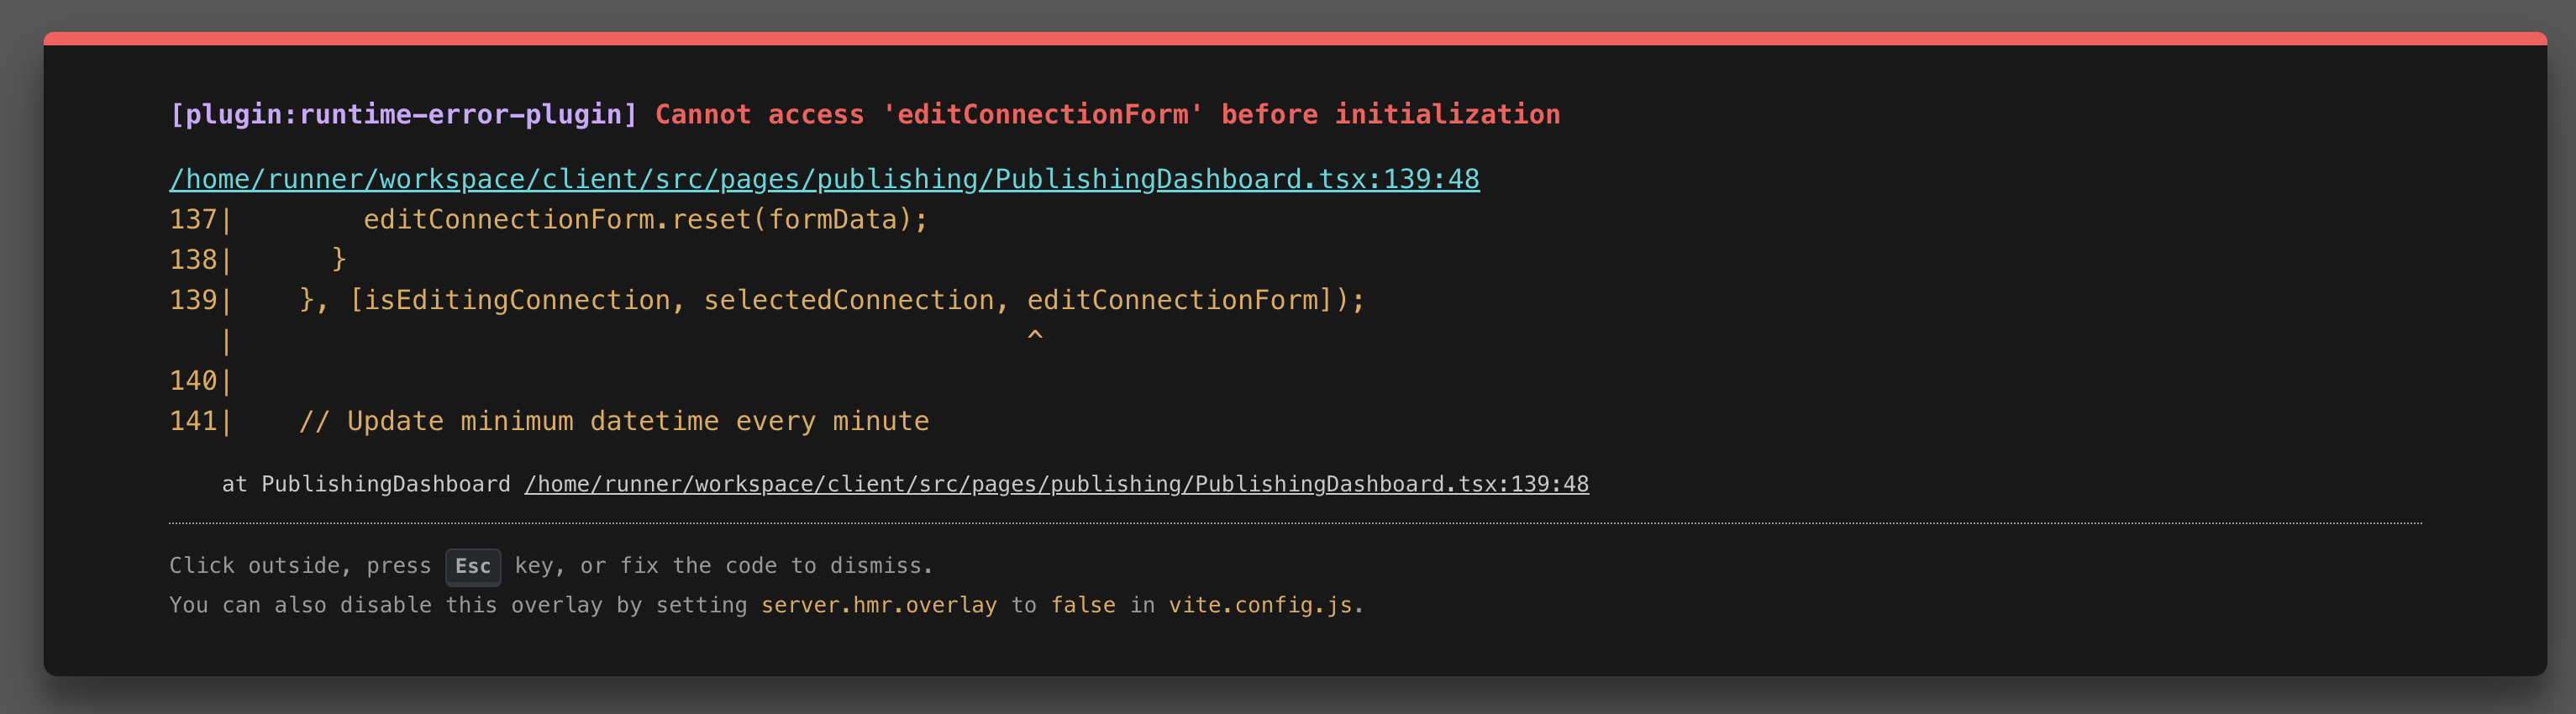 [plugin:runtime-error-plugin] Cannot access 'editConnectionForm' before initialization
/home/runner/workspace/client/src/pages/publishing/PublishingDashboard.tsx:139:48
137|        editConnectionForm.reset(formData);
138|      }
139|    }, [isEditingConnection, selectedConnection, editConnectionForm]);
   |                                                 ^
140|
141|    // Update minimum datetime every minute
at PublishingDashboard /home/runner/workspace/client/src/pages/publishing/PublishingDashboard.tsx:139:48
Click outside, press Esc key, or fix the code to dismiss.
You can also disable this overlay by setting server.hmr.overlay to false in vite.config.js.